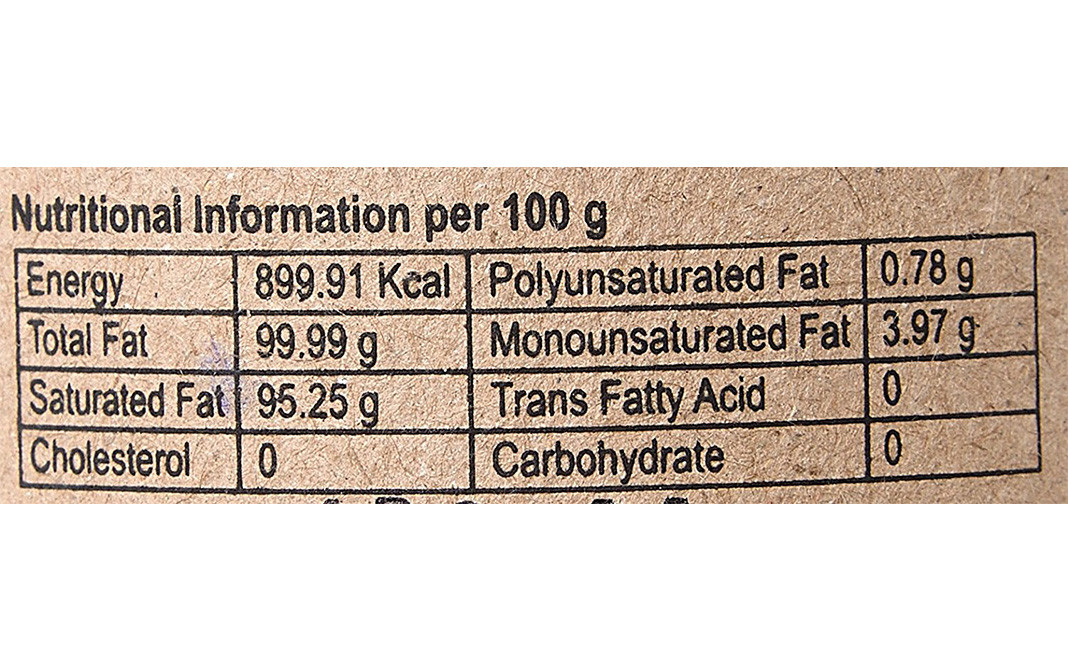 Nutritional Information per 100 g
Energy 899.91 Kcal Polyunsaturated Fat 0.78 g
Total Fat 99.99 g Monounsaturated Fat 3.97 g
Saturated Fat 95.25 g Trans Fatty Acid 0
Cholesterol 0 Carbohydrate 0